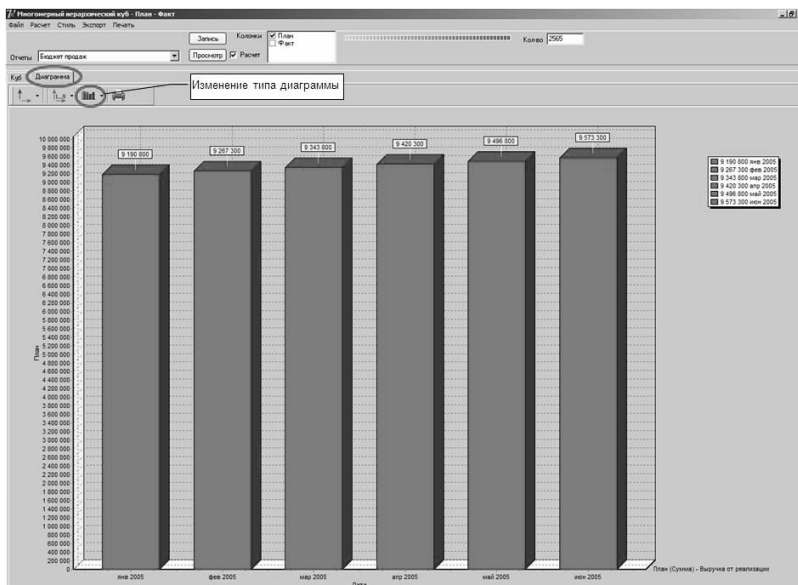 Многомерный иерархический куб - План - Факт
Файл Расчет Стиль Экспорт Печать
Запись Колонки План
Факт
Кол-во 2565
Отчеты Бюджет продаж Просмотр Расчет
Куб Диаграмма
Изменение типа диаграммы
10 000 000
9 800 000
9 600 000
9 400 000
9 200 000
9 000 000
8 800 000
8 600 000
8 400 000
8 200 000
8 000 000
7 800 000
7 600 000
7 400 000
7 200 000
7 000 000
6 800 000
6 600 000
6 400 000
6 200 000
6 000 000
5 800 000
5 600 000
5 400 000
5 200 000
5 000 000
4 800 000
4 600 000
4 400 000
4 200 000
4 000 000
3 800 000
3 600 000
3 400 000
3 200 000
3 000 000
2 800 000
2 600 000
2 400 000
2 200 000
2 000 000
1 800 000
1 600 000
1 400 000
1 200 000
1 000 000
800 000
600 000
400 000
200 000
0
План
9 190 800
9 267 300
9 343 800
9 420 300
9 496 800
9 573 300
9 190 800 янв 2005
9 267 300 фев 2005
9 343 800 мар 2005
9 420 300 апр 2005
9 496 800 май 2005
9 573 300 июн 2005
янв 2005 фев 2005 мар 2005 апр 2005 май 2005 июн 2005
План (Сумма) - Выручка от реализации
Дата